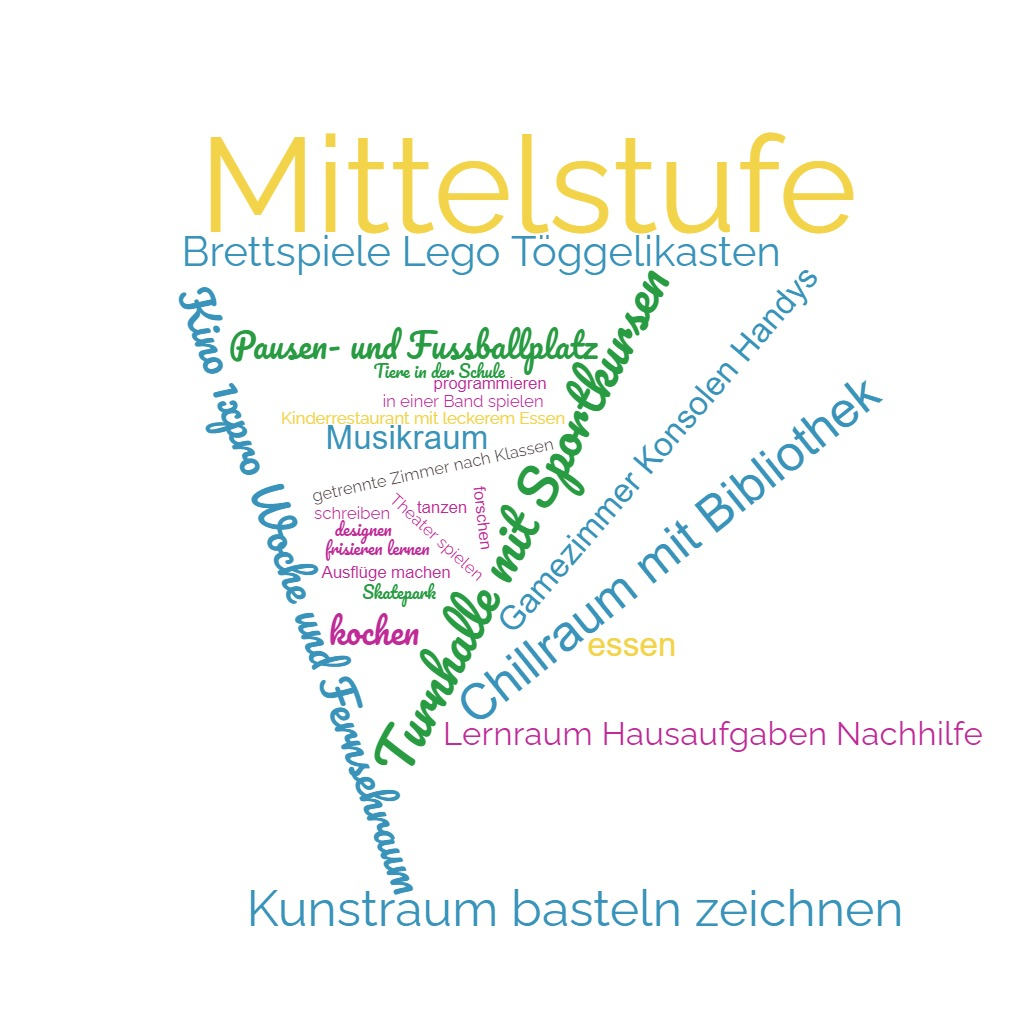 Mittelstufe
Brettspiele Lego Töggelikasten
Kino 1xpro Woche und Fernsehraum
Pausen- und Fussballplatz
Tiere in der Schule
programmieren
in einer Band spielen
Kinderrestaurant mit leckerem Essen
Musikraum
getrennte Zimmer nach Klassen
schreiben
Theater spielen
tanzen
forschen
designen
frisieren lernen
Ausflüge machen
Skatepark
kochen
Turnhalle mit Sportkursen
Gamezimmer Konsolen Handys
Chillraum mit Bibliothek
essen
Lernraum Hausaufgaben Nachhilfe
Kunstraum basteln zeichnen